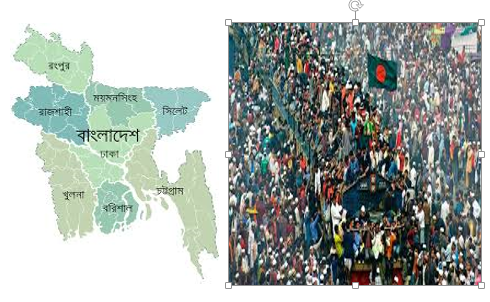 রংপুর
ময়মনসিংহ
রাজশাহী
সিলেট
বাংলাদেশ
ঢাকা
খুলনা
চট্টগ্রাম
বরিশাল